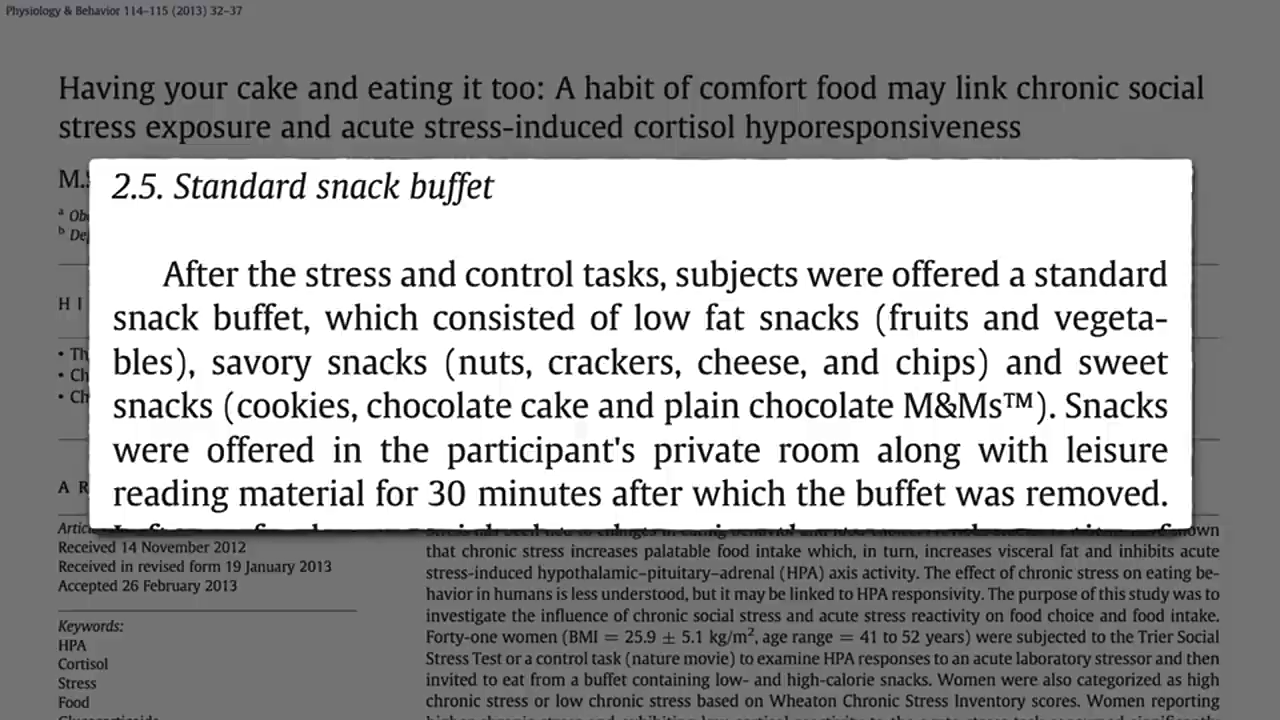 Physiology & Behavior 114–115 (2013) 32–37
Having your cake and eating it too: A habit of comfort food may link chronic social
stress exposure and acute stress-induced cortisol hyporesponsiveness
2.5. Standard snack buffet
After the stress and control tasks, subjects were offered a standard
snack buffet, which consisted of low fat snacks (fruits and vegeta-
bles), savory snacks (nuts, crackers, cheese, and chips) and sweet
snacks (cookies, chocolate cake and plain chocolate M&Ms™). Snacks
were offered in the participant's private room along with leisure
reading material for 30 minutes after which the buffet was removed.
Received 14 November 2012
Received in revised form 19 January 2013
Accepted 26 February 2013
Keywords:
HPA
Cortisol
Stress
Food
that chronic stress increases palatable food intake which, in turn, increases visceral fat and inhibits acute
stress-induced hypothalamic–pituitary–adrenal (HPA) axis activity. The effect of chronic stress on eating be-
havior in humans is less understood, but it may be linked to HPA responsivity. The purpose of this study was to
investigate the influence of chronic social stress and acute stress reactivity on food choice and food intake.
Forty-one women (BMI = 25.9 ± 5.1 kg/m², age range = 41 to 52 years) were subjected to the Trier Social
Stress Test or a control task (nature movie) to examine HPA responses to an acute laboratory stressor and then
invited to eat from a buffet containing low- and high-calorie snacks. Women were also categorized as high
chronic stress or low chronic stress based on Wheaton Chronic Stress Inventory scores. Women reporting